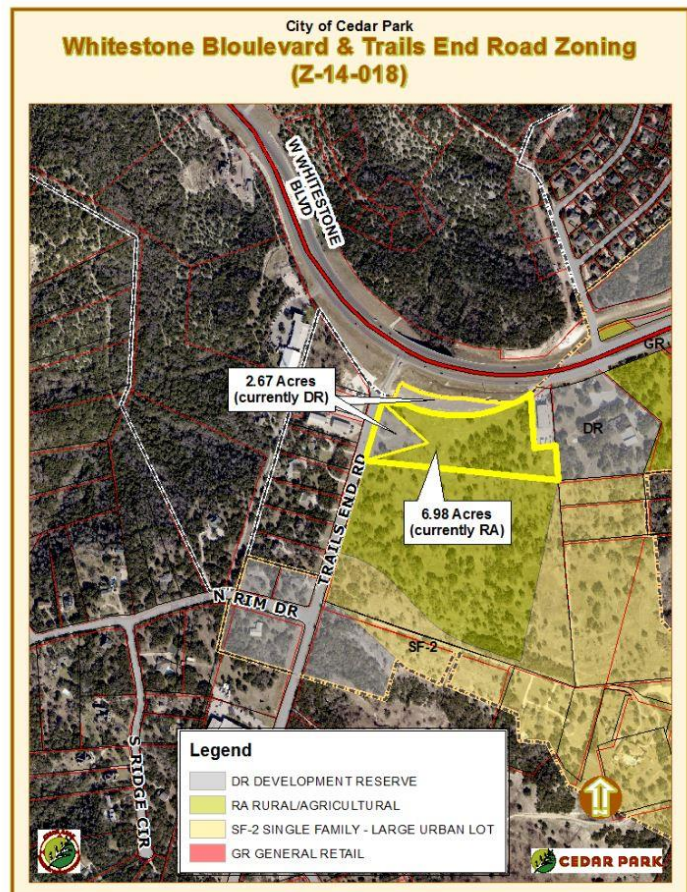 City of Cedar Park
Whitestone Bloulevard & Trails End Road Zoning
(Z-14-018)
W WHITESTONE
BLVD
GR
2.67 Acres
(currently DR)
DR
TRAILS END RD
6.98 Acres
(currently RA)
N RIM DR
SF-2
S RIDGE CIR
Legend
DR DEVELOPMENT RESERVE
RA RURAL/AGRICULTURAL
SF-2 SINGLE FAMILY - LARGE URBAN LOT
GR GENERAL RETAIL
CEDAR PARK